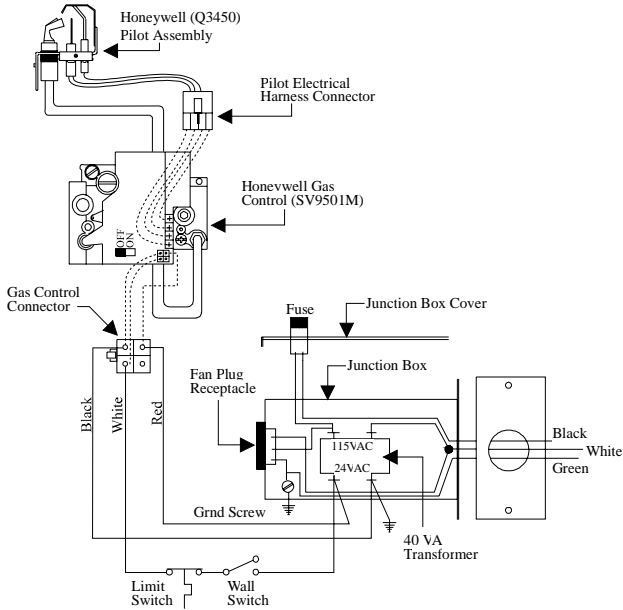 Honeywell (Q3450)
Pilot Assembly
Pilot Electrical
Harness Connector
Honevwell Gas
Control (SV9501M)
OFF
ON
Gas Control
Connector
Fuse
Junction Box Cover
Junction Box
Fan Plug
Receptacle
Black
White
Red
115VAC
24VAC
Black
White
Green
Grnd Screw
40 VA
Transformer
Limit
Switch
Wall
Switch